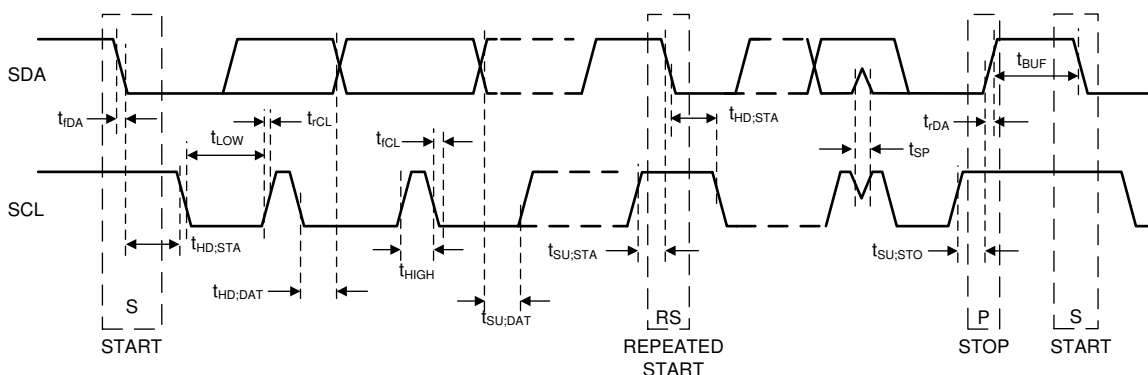 SDA
t_fDA
t_LOW
t_rCL
t_fCL
t_HD;STA
t_SP
t_rDA
t_BUF
SCL
t_HD;STA
t_HD;DAT
t_HIGH
t_SU;DAT
t_SU;STA
t_SU;STO
S
RS
P
S
START
REPEATED
START
STOP
START